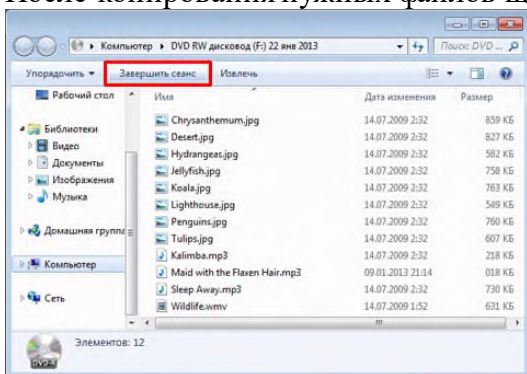 После копирования нужных файлов щ
Компьютер ▸ DVD RW дисковод (F:) 22 янв 2013
Поиск: DVD ...
Упорядочить Завершить сеанс Извлечь
Рабочий стол
Библиотеки
Видео
Документы
Изображения
Музыка
Домашняя группа
Компьютер
Сеть
Имя Дата изменения Размер
Chrysanthemum.jpg 14.07.2009 2:32 859 КБ
Desert.jpg 14.07.2009 2:32 827 КБ
Hydrangeas.jpg 14.07.2009 2:32 582 КБ
Jellyfish.jpg 14.07.2009 2:32 758 КБ
Koala.jpg 14.07.2009 2:32 763 КБ
Lighthouse.jpg 14.07.2009 2:32 549 КБ
Penguins.jpg 14.07.2009 2:32 760 КБ
Tulips.jpg 14.07.2009 2:32 607 КБ
Kalimba.mp3 14.07.2009 2:32 218 КБ
Maid with the Flaxen Hair.mp3 09.01.2013 21:14 018 КБ
Sleep Away.mp3 14.07.2009 2:32 730 КБ
Wildlife.wmv 14.07.2009 1:52 631 КБ
Элементов: 12
DVD-R